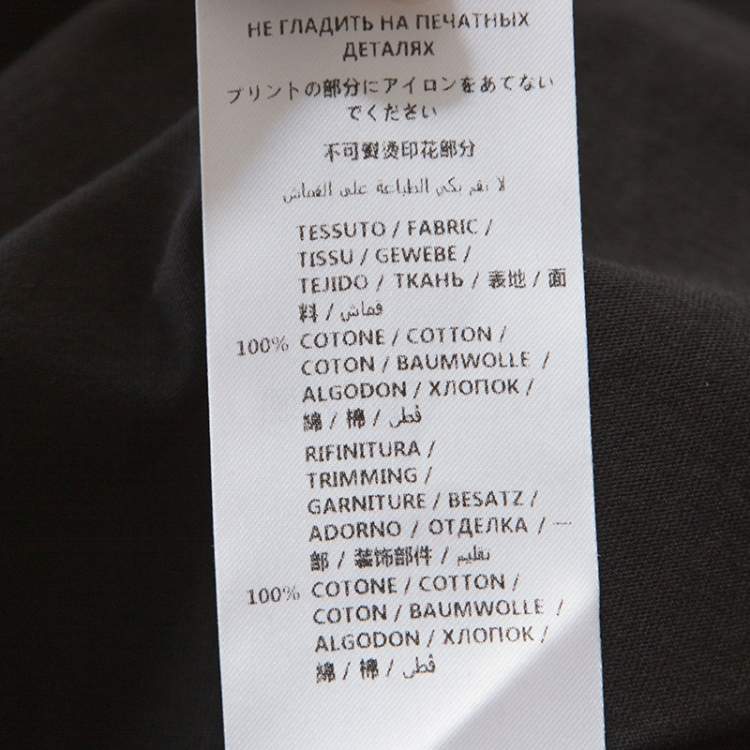 НЕ ГЛАДИТЬ НА ПЕЧАТНЫХ
ДЕТАЛЯХ
プリントの部分にアイロンをあてない
でください
不可熨烫印花部分
لا يتم كي الطباعة على القماش
TESSUTO / FABRIC /
TISSU / GEWEBE /
TEJIDO / ТКАНЬ / 表地 / 面
料 / قماش
100% COTONE / COTTON /
COTON / BAUMWOLLE /
ALGODON / ХЛОПОК /
綿 / 棉 / قطن
RIFINITURA /
TRIMMING /
GARNITURE / BESATZ /
ADORNO / ОТДЕЛКА / 一
部 / 装饰部件 / تقليم
100% COTONE / COTTON /
COTON / BAUMWOLLE /
ALGODON / ХЛОПОК /
綿 / 棉 / قطن